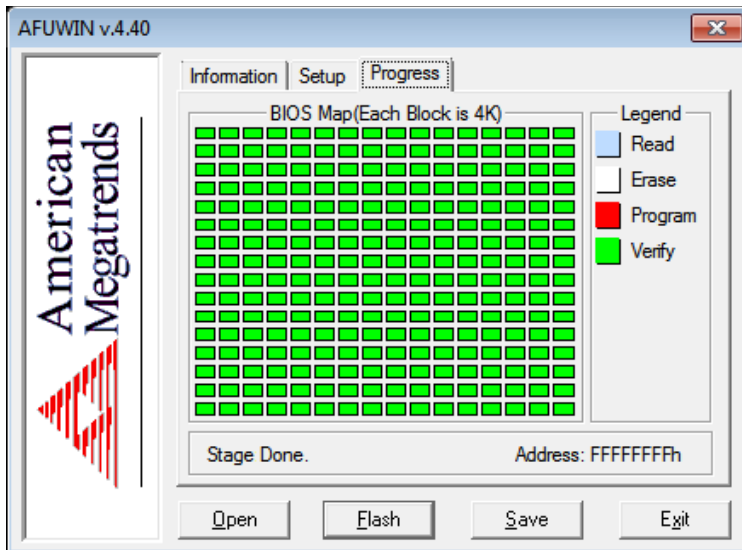 AFUWIN v.4.40
American
Megatrends
Information
Setup
Progress
BIOS Map(Each Block is 4K)
Legend
Read
Erase
Program
Verify
Stage Done.
Address: FFFFFFFFh
Open
Flash
Save
Exit